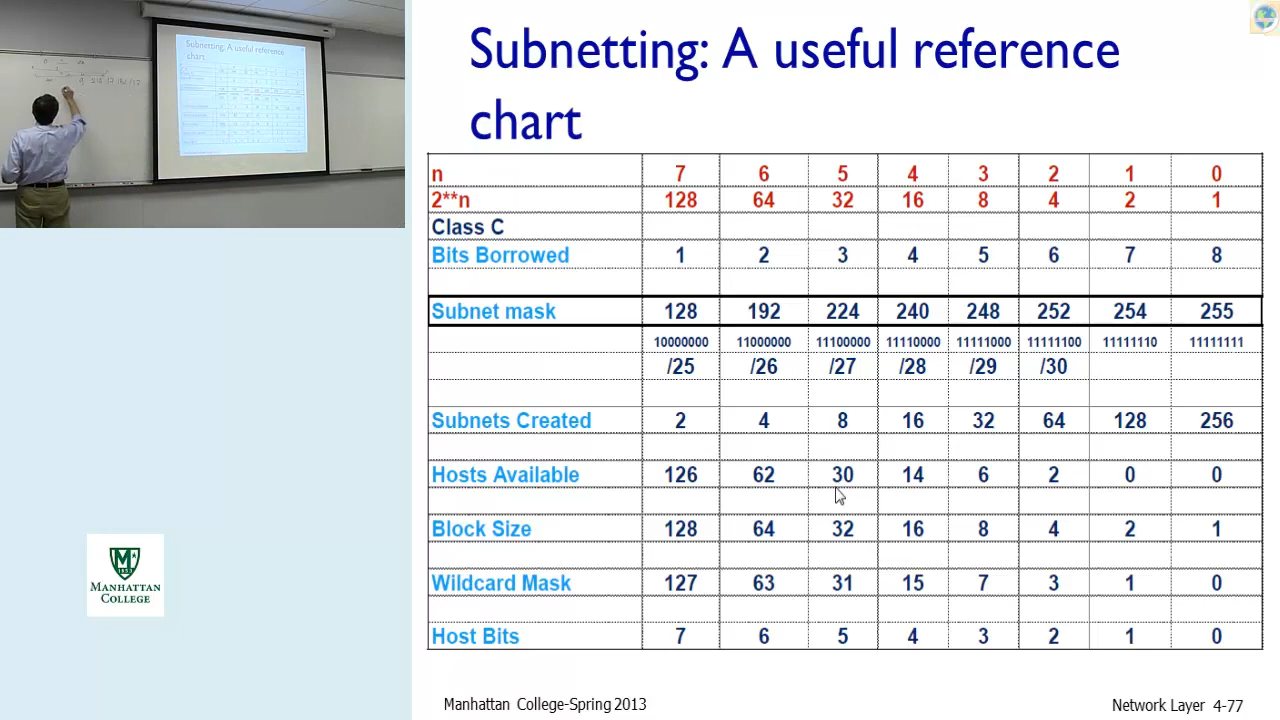 Subnetting: A useful reference
chart
n 7 6 5 4 3 2 1 0
2**n 128 64 32 16 8 4 2 1
Class C
Bits Borrowed 1 2 3 4 5 6 7 8
Subnet mask 128 192 224 240 248 252 254 255
10000000 11000000 11100000 11110000 11111000 11111100 11111110 11111111
/25 /26 /27 /28 /29 /30
Subnets Created 2 4 8 16 32 64 128 256
Hosts Available 126 62 30 14 6 2 0 0
Block Size 128 64 32 16 8 4 2 1
Wildcard Mask 127 63 31 15 7 3 1 0
Host Bits 7 6 5 4 3 2 1 0
Manhattan College-Spring 2013
Network Layer 4-77
Subnetting: A useful reference
chart
M
1853
MANHATTAN
COLLEGE